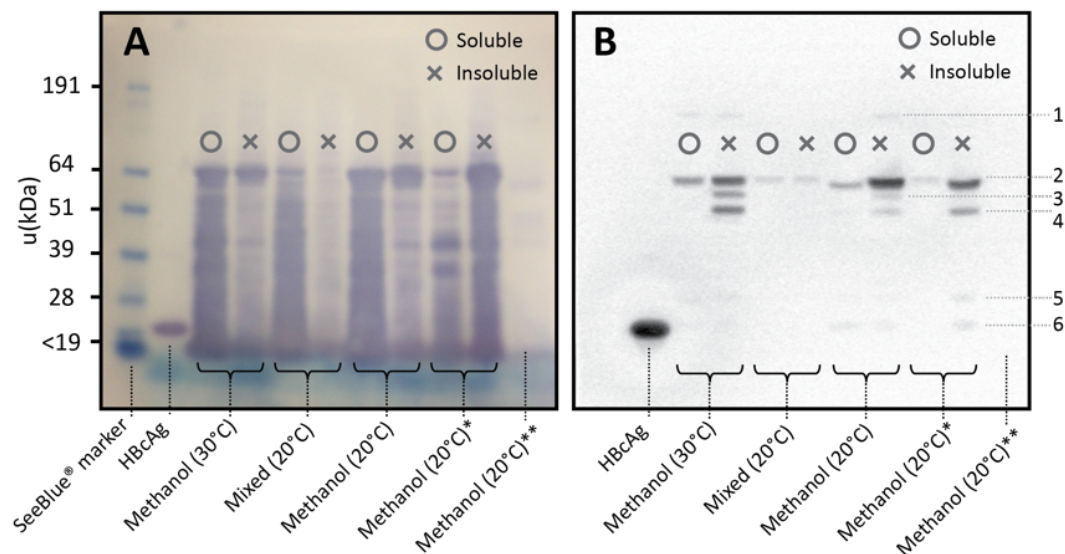 A
Soluble
Insoluble
191
64
51
39
28
<19
u(kDa)
SeeBlue® marker
HBcAg
Methanol (30°C)
Mixed (20°C)
Methanol (20°C)
Methanol (20°C)*
Methanol (20°C)**
B
Soluble
Insoluble
1
2
3
4
5
6
HBcAg
Methanol (30°C)
Mixed (20°C)
Methanol (20°C)
Methanol (20°C)*
Methanol (20°C)**